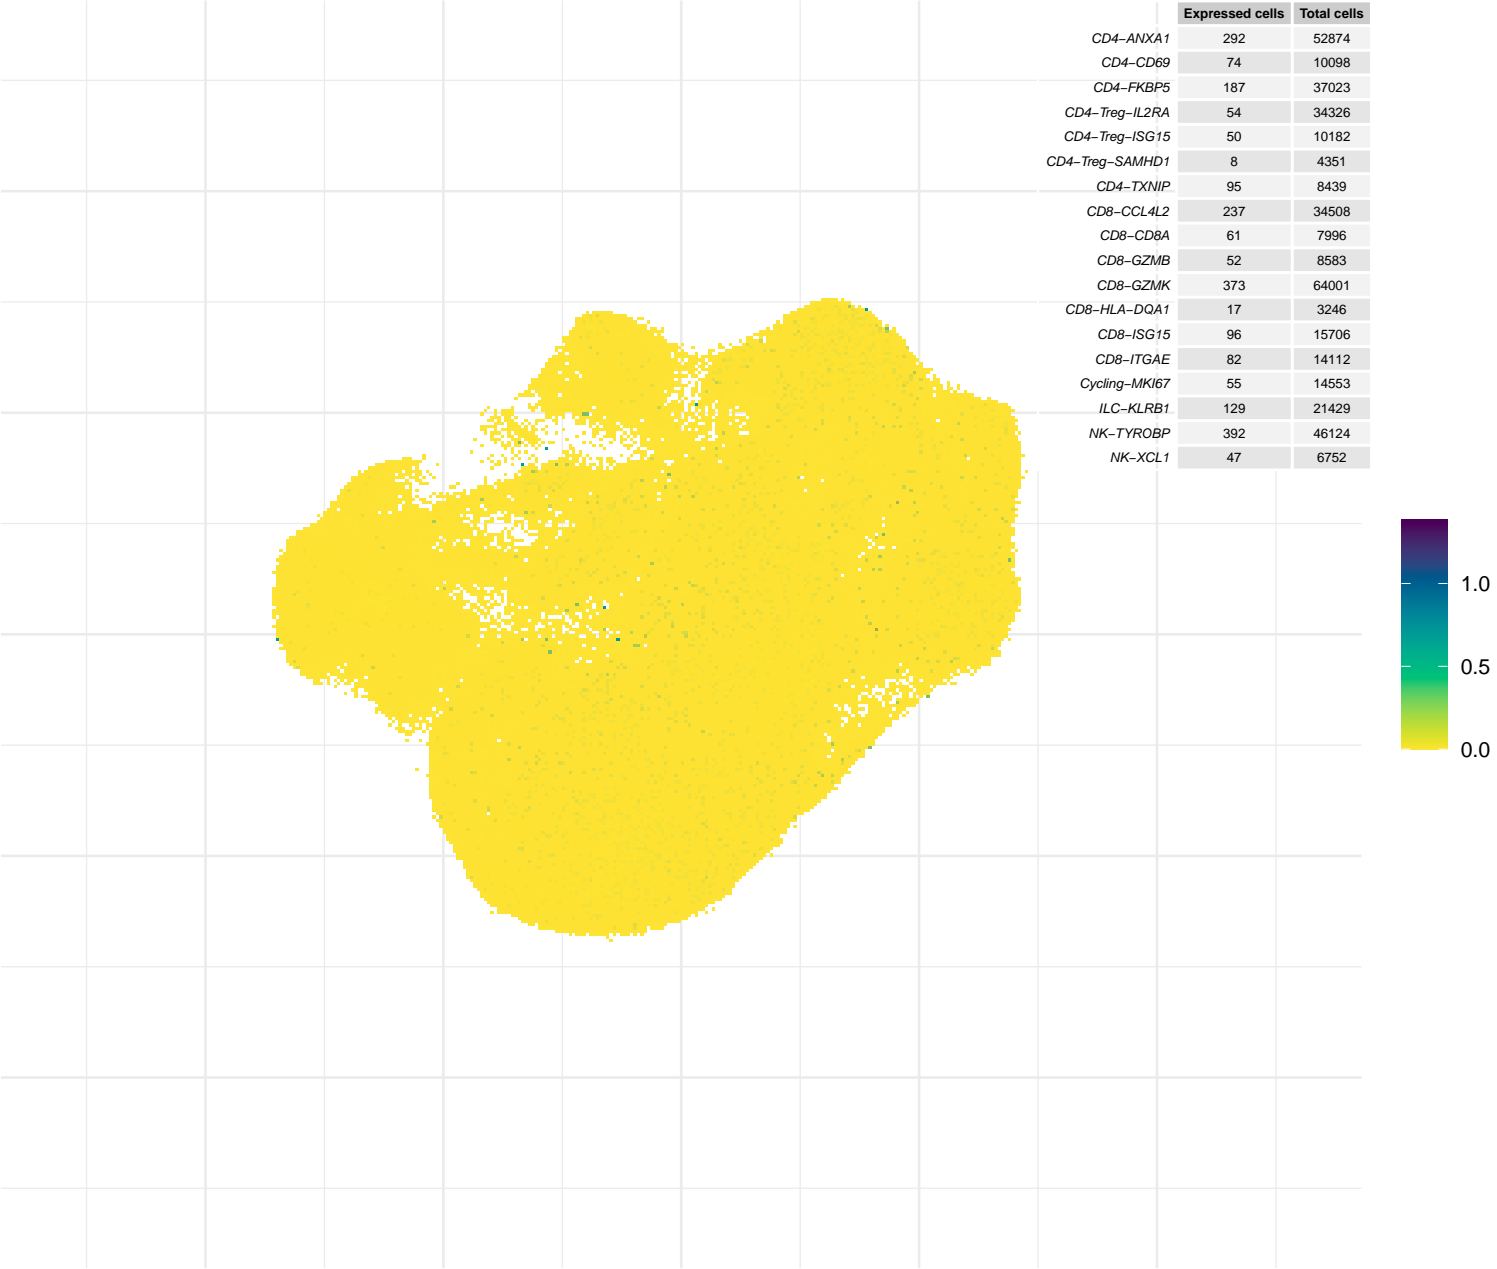 Expressed cells Total cells
CD4−ANXA1 292 52874
CD4−CD69 74 10098
CD4−FKBP5 187 37023
CD4−Treg−IL2RA 54 34326
CD4−Treg−ISG15 50 10182
CD4−Treg−SAMHD1 8 4351
CD4−TXNIP 95 8439
CD8−CCL4L2 237 34508
CD8−CD8A 61 7996
CD8−GZMB 52 8583
CD8−GZMK 373 64001
CD8−HLA−DQA1 17 3246
CD8−ISG15 96 15706
CD8−ITGAE 82 14112
Cycling−MKI67 55 14553
ILC−KLRB1 129 21429
NK−TYROBP 392 46124
NK−XCL1 47 6752
1.0
0.5
0.0